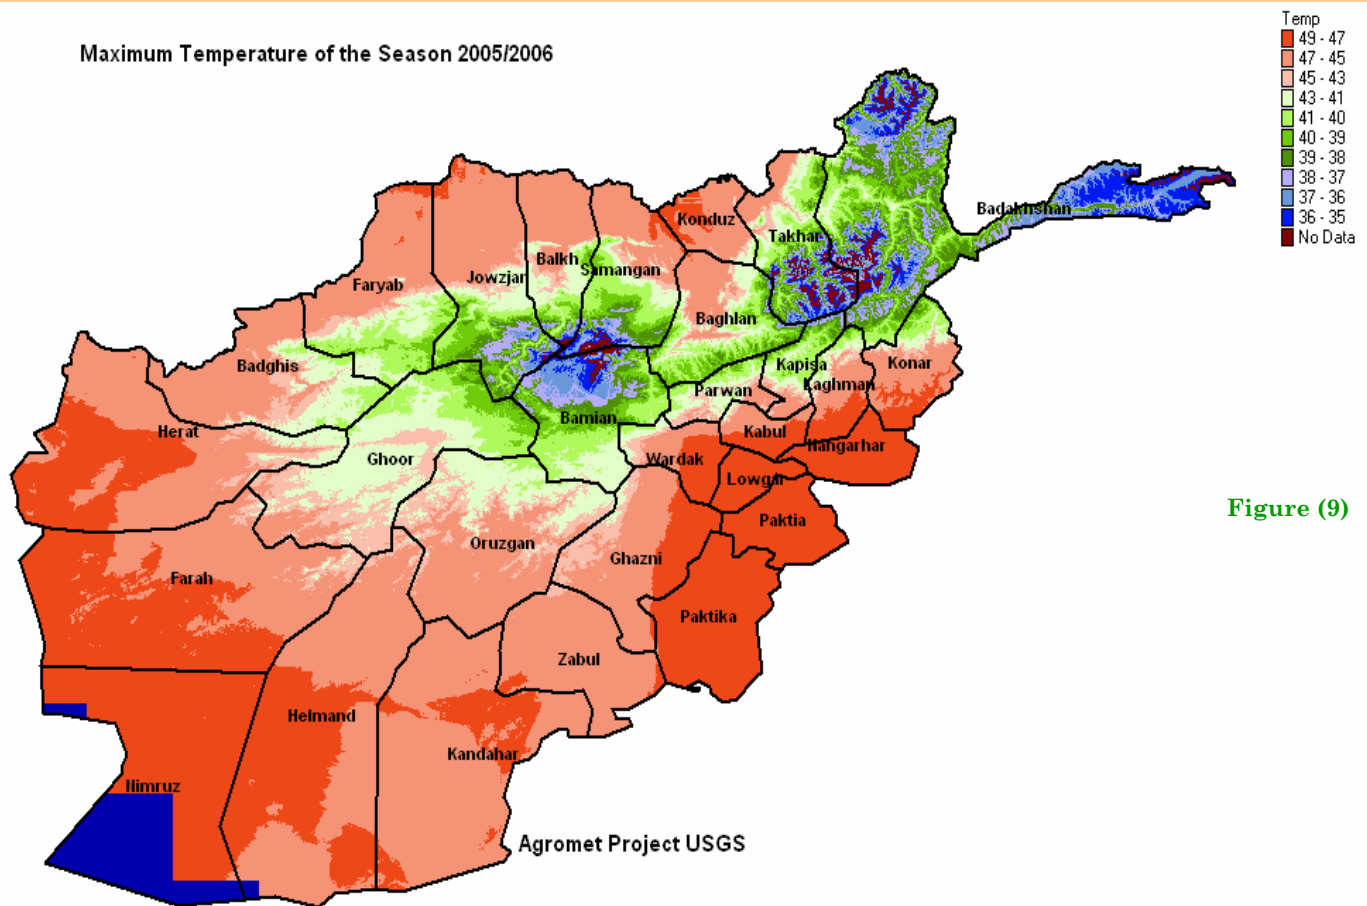 Maximum Temperature of the Season 2005/2006
Temp
49 - 47
47 - 45
45 - 43
43 - 41
41 - 40
40 - 39
39 - 38
38 - 37
37 - 36
36 - 35
No Data
Badakhshan
Konduz
Takhar
Balkh
Samangan
Jowzjar
Faryab
Baghlan
Badghis
Kapisa
Konar
Laghman
Parwan
Bamian
Herat
Kabul
Nangarhar
Ghoor
Wardak
Lowgar
Figure (9)
Paktia
Oruzgan
Ghazni
Farah
Paktika
Zabul
Helmand
Kandahar
Nimruz
Agromet Project USGS